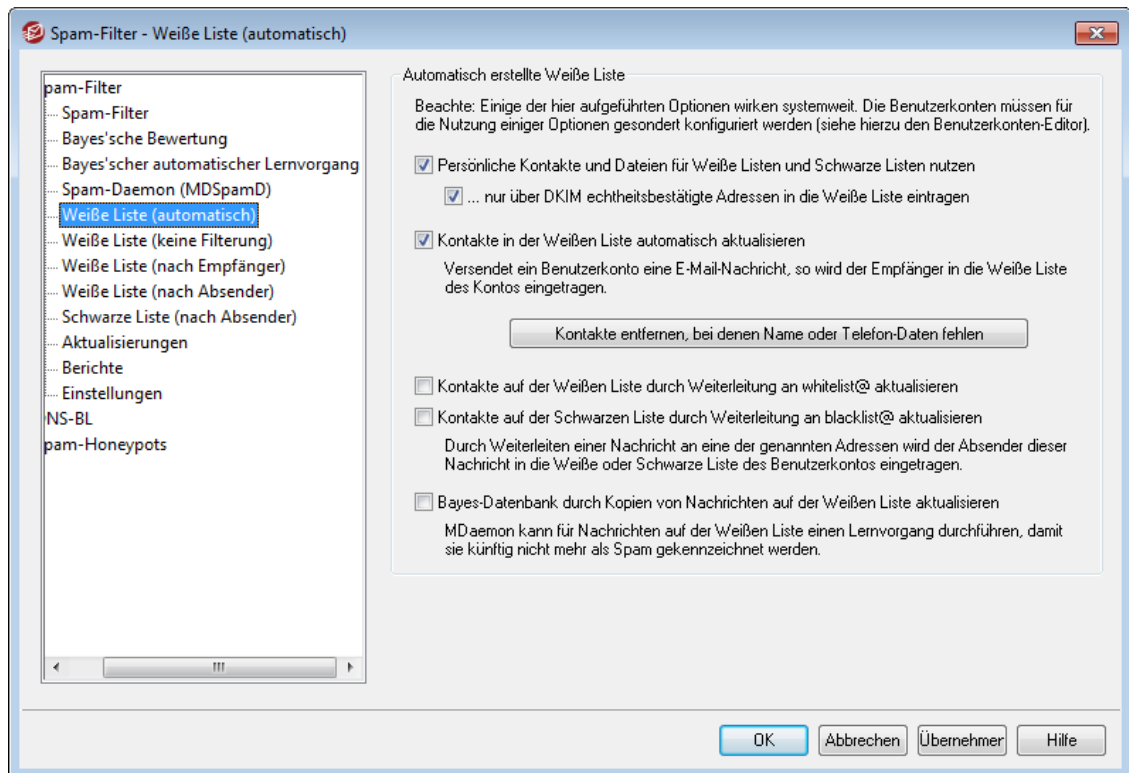 Spam-Filter - Weiße Liste (automatisch)
pam-Filter
Spam-Filter
Bayes'sche Bewertung
Bayes'scher automatischer Lernvorgang
Spam-Daemon (MDSpamD)
Weiße Liste (automatisch)
Weiße Liste (keine Filterung)
Weiße Liste (nach Empfänger)
Weiße Liste (nach Absender)
Schwarze Liste (nach Absender)
Aktualisierungen
Berichte
Einstellungen
NS-BL
pam-Honeypots
Automatisch erstellte Weiße Liste
Beachte: Einige der hier aufgeführten Optionen wirken systemweit. Die Benutzerkonten müssen für
die Nutzung einiger Optionen gesondert konfiguriert werden (siehe hierzu den Benutzerkonten-Editor).
Persönliche Kontakte und Dateien für Weiße Listen und Schwarze Listen nutzen
... nur über DKIM echtheitsbestätigte Adressen in die Weiße Liste eintragen
Kontakte in der Weißen Liste automatisch aktualisieren
Versendet ein Benutzerkonto eine E-Mail-Nachricht, so wird der Empfänger in die Weiße Liste
des Kontos eingetragen.
Kontakte entfernen, bei denen Name oder Telefon-Daten fehlen
Kontakte auf der Weißen Liste durch Weiterleitung an whitelist@ aktualisieren
Kontakte auf der Schwarzen Liste durch Weiterleitung an blacklist@ aktualisieren
Durch Weiterleiten einer Nachricht an eine der genannten Adressen wird der Absender dieser
Nachricht in die Weiße oder Schwarze Liste des Benutzerkontos eingetragen.
Bayes-Datenbank durch Kopien von Nachrichten auf der Weißen Liste aktualisieren
MDaemon kann für Nachrichten auf der Weißen Liste einen Lernvorgang durchführen, damit
sie künftig nicht mehr als Spam gekennzeichnet werden.
OK
Abbrechen
Übernehmer
Hilfe